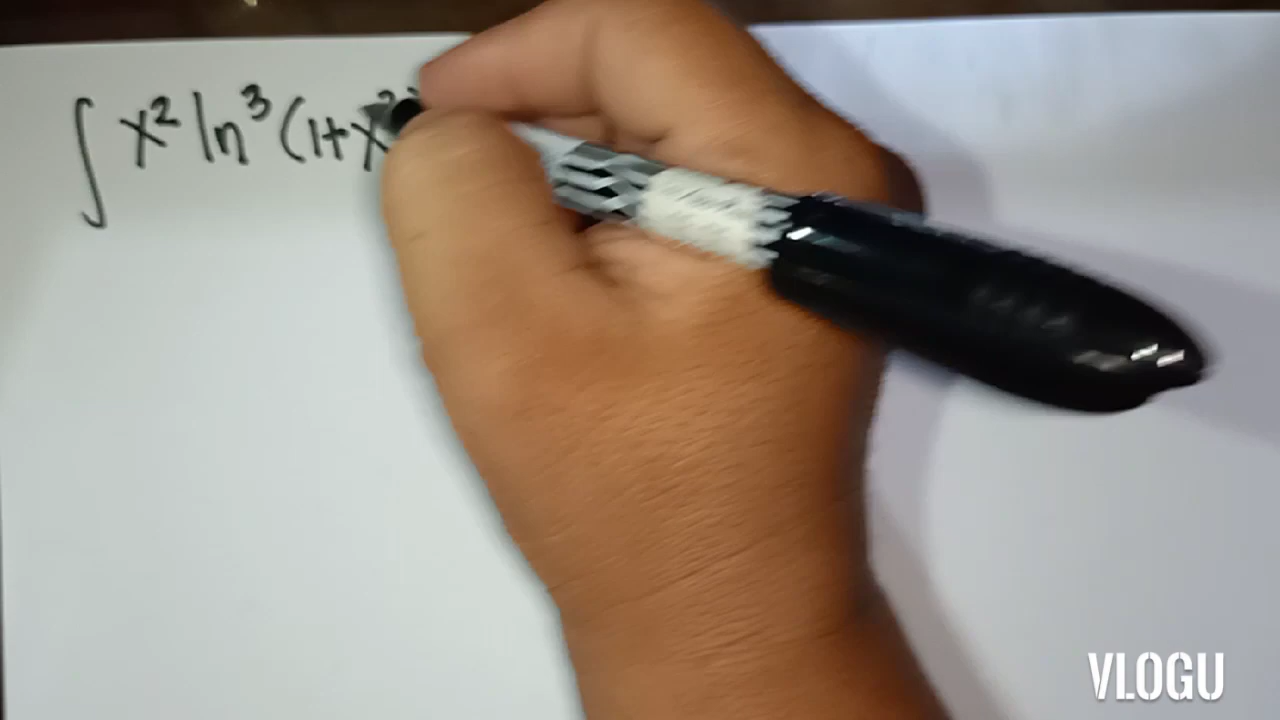 ∫ x² ln³ (1+x
VLOGU